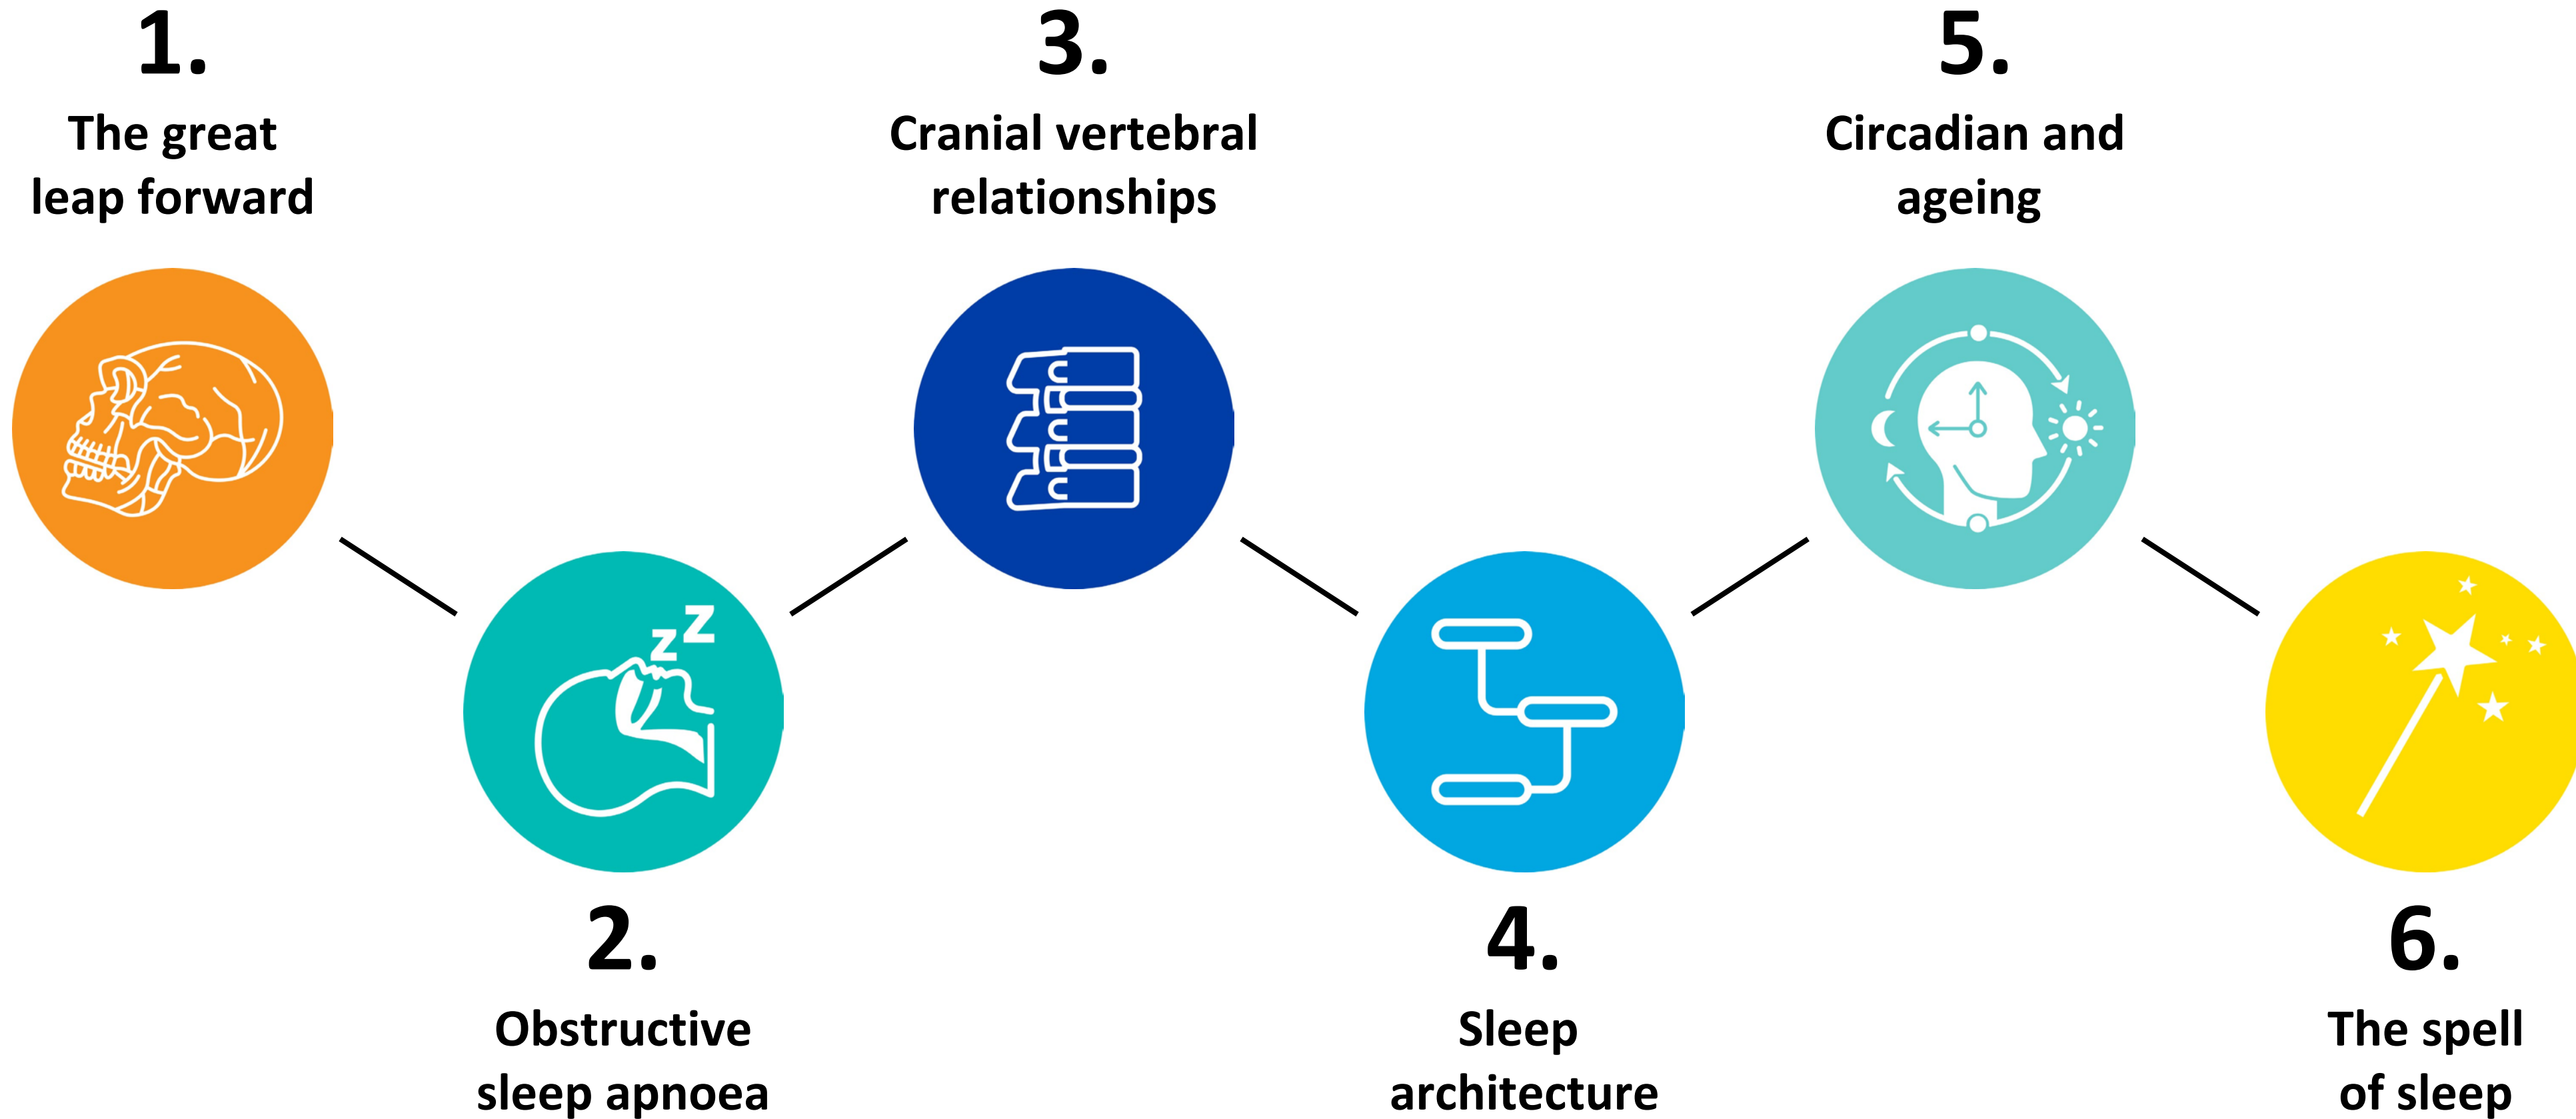 1.
The great
leap forward
2.
Obstructive
sleep apnoea
3.
Cranial vertebral
relationships
4.
Sleep
architecture
5.
Circadian and
ageing
6.
The spell
of sleep
z z